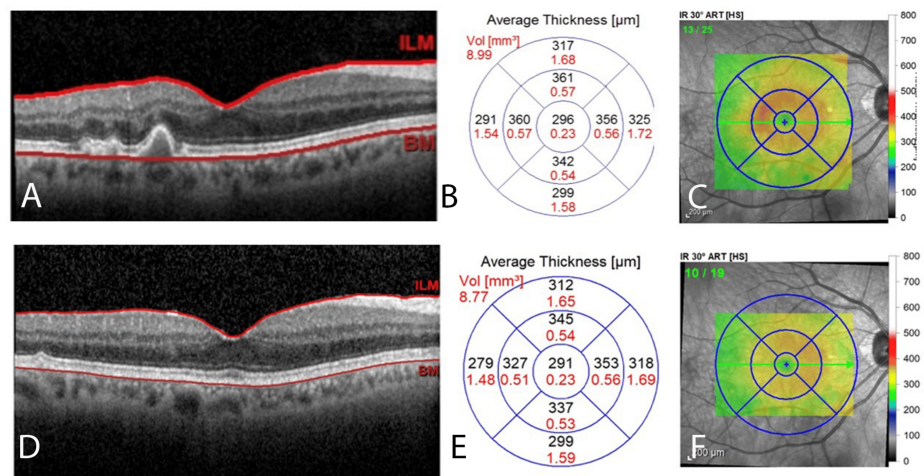 ILM
BM
A
Average Thickness [µm]
Vol [mm³]
8.99
317
1.68
361
0.57
291
1.54
360
0.57
296
0.23
356
0.56
325
1.72
342
0.54
299
1.58
B
IR 30° ART [HS]
13 / 25
200 µm
C
800
700
600
500
400
300
200
100
0
ILM
BM
D
Average Thickness [µm]
Vol [mm³]
8.77
312
1.65
345
0.54
279
1.48
327
0.51
291
0.23
353
0.56
318
1.69
337
0.53
299
1.59
E
IR 30° ART [HS]
10 / 19
200 µm
F
800
700
600
500
400
300
200
100
0